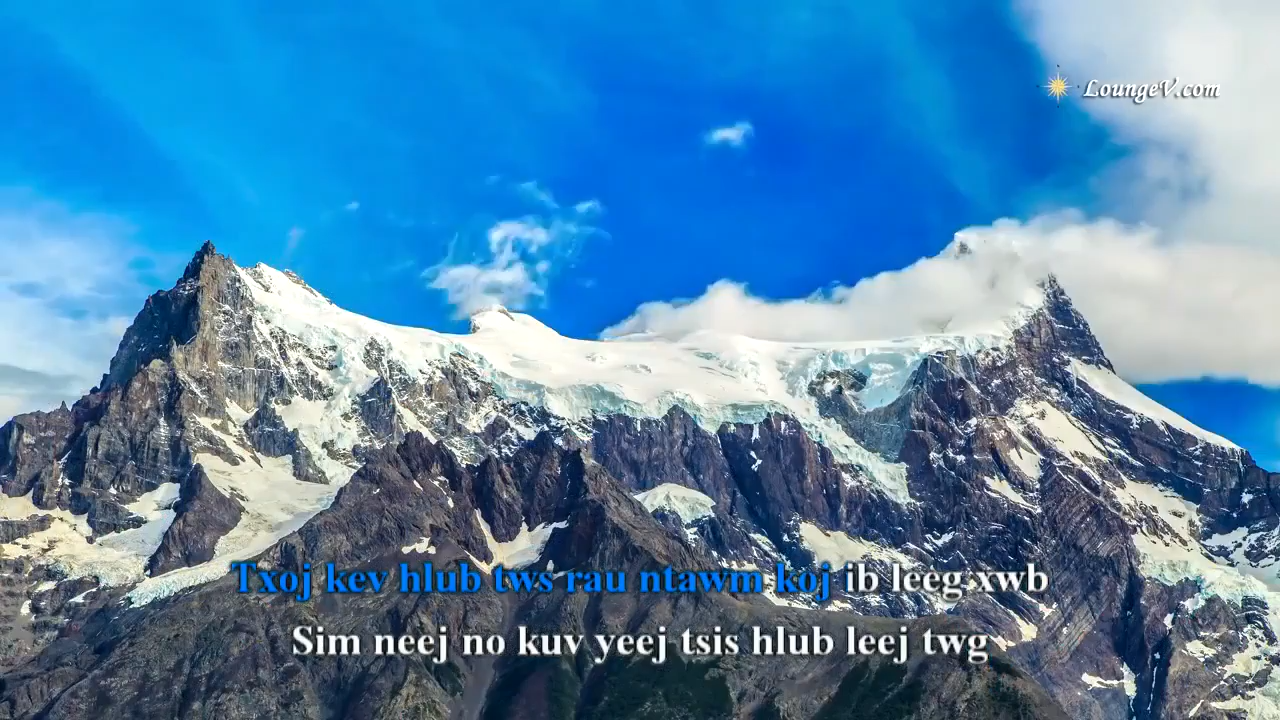 LoungeV.com
Txoj kev hlub tws rau ntawm koj ib leeg xwb
Sim neej no kuv yeej tsis hlub leej twg